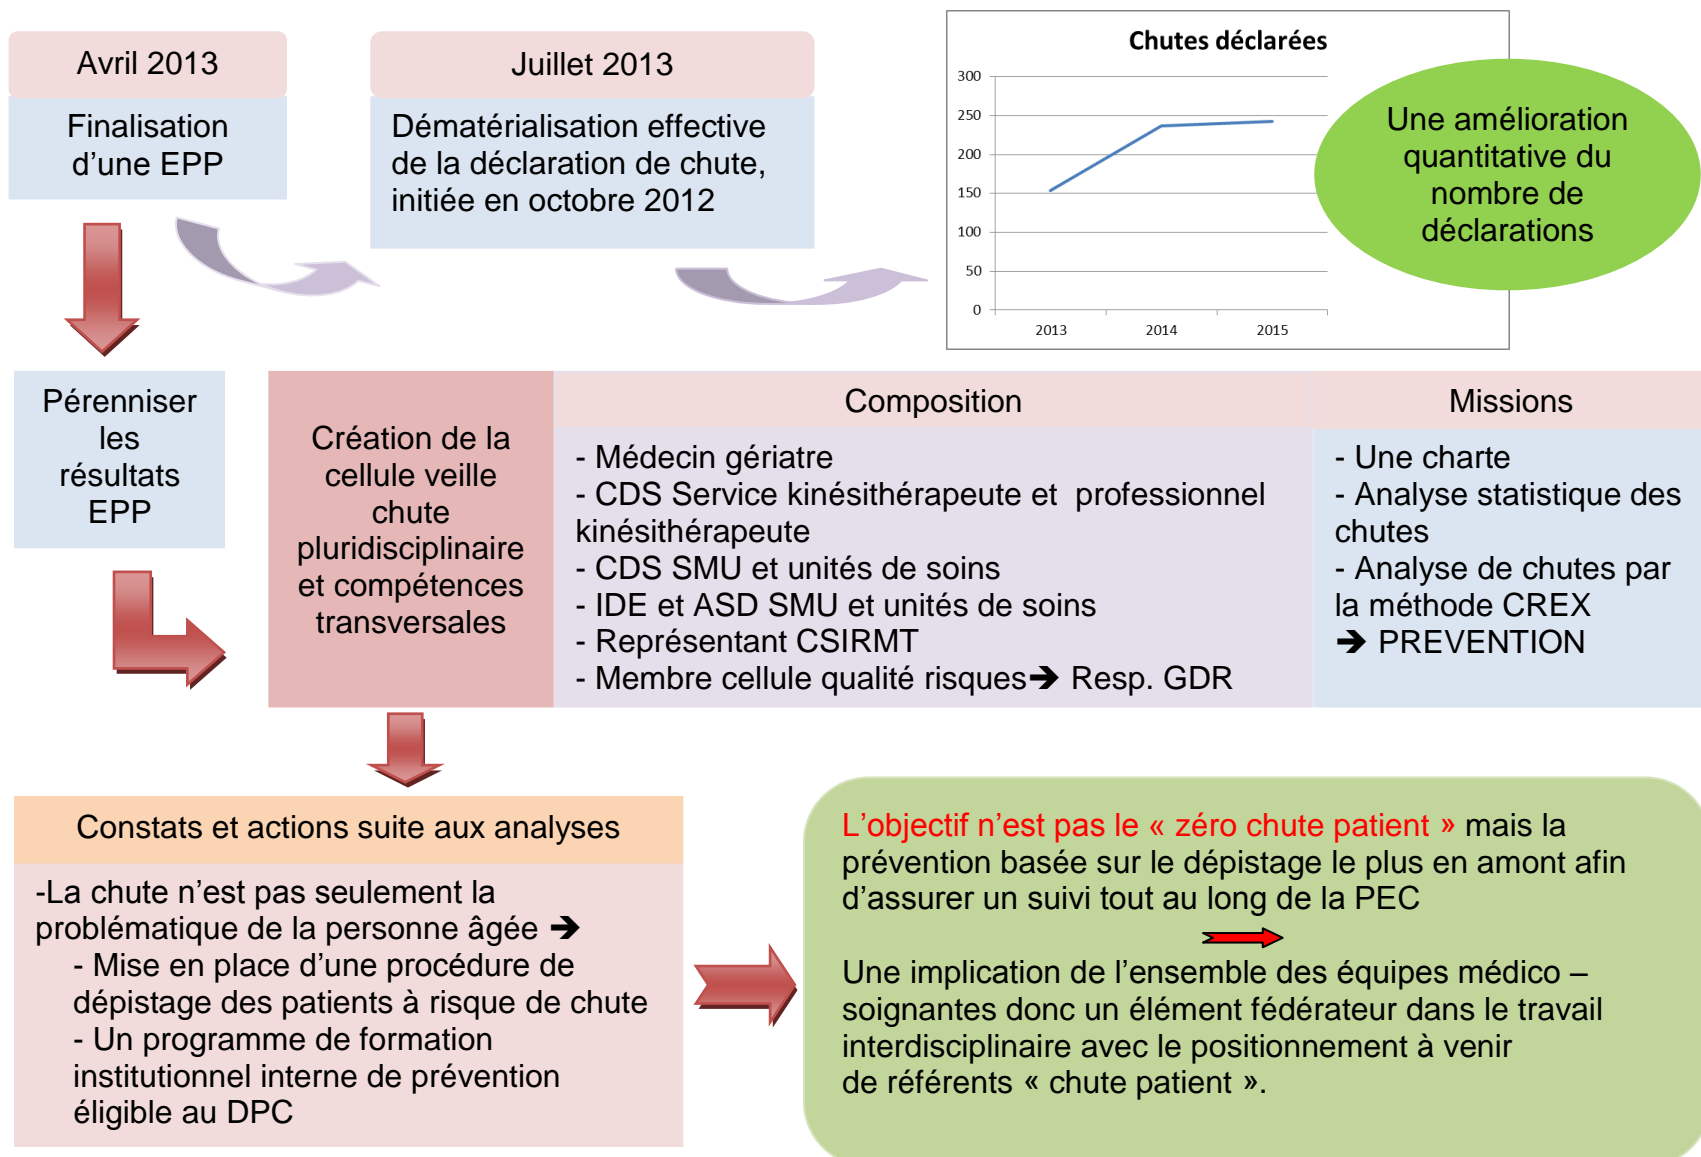 Avril 2013
Finalisation
d’une EPP
Juillet 2013
Dématérialisation effective
de la déclaration de chute,
initiée en octobre 2012
Chutes déclarées
300
250
200
150
100
50
0
2013
2014
2015
Une amélioration
quantitative du
nombre de
déclarations
Pérenniser
les
résultats
EPP
Création de la
cellule veille
chute
pluridisciplinaire
et compétences
transversales
Composition
- Médecin gériatre
- CDS Service kinésithérapeute et professionnel
kinésithérapeute
- CDS SMU et unités de soins
- IDE et ASD SMU et unités de soins
- Représentant CSIRMT
- Membre cellule qualité risques➔ Resp. GDR
Missions
- Une charte
- Analyse statistique des
chutes
- Analyse de chutes par
la méthode CREX
➔ PREVENTION
Constats et actions suite aux analyses
-La chute n’est pas seulement la
problématique de la personne âgée ➔
- Mise en place d’une procédure de
dépistage des patients à risque de chute
- Un programme de formation
institutionnel interne de prévention
éligible au DPC
L’objectif n’est pas le « zéro chute patient » mais la
prévention basée sur le dépistage le plus en amont afin
d’assurer un suivi tout au long de la PEC
Une implication de l’ensemble des équipes médico –
soignantes donc un élément fédérateur dans le travail
interdisciplinaire avec le positionnement à venir
de référents « chute patient ».